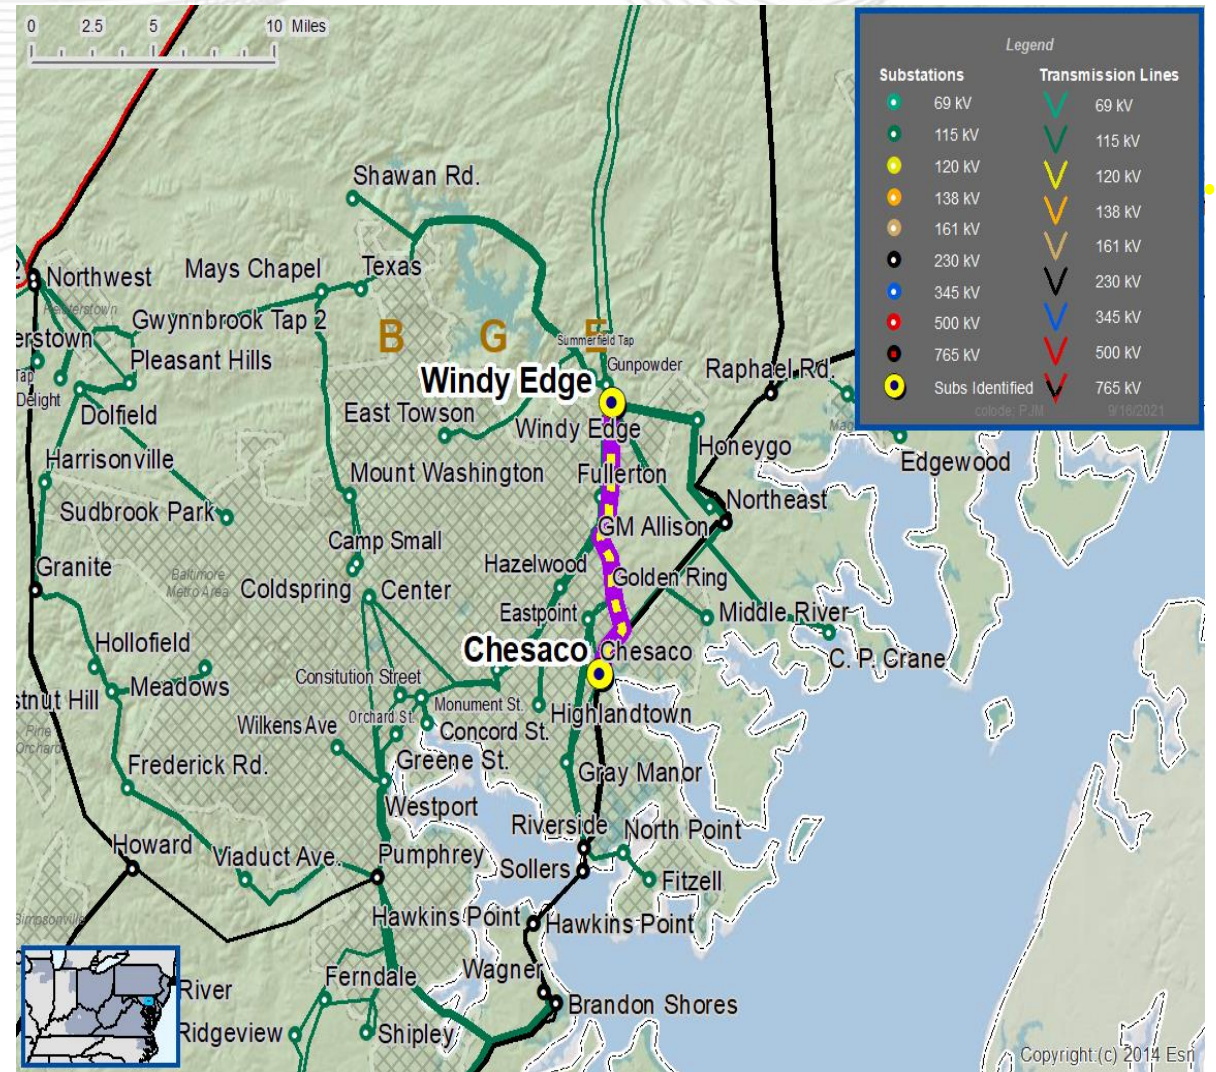 0 2.5 5 10 Miles
Legend
Substations Transmission Lines
69 kV 69 kV
115 kV 115 kV
120 kV 120 kV
138 kV 138 kV
161 kV 161 kV
230 kV 230 kV
345 kV 345 kV
500 kV 500 kV
765 kV 765 kV
Subs Identified
9/16/2021
Shawan Rd.
Northwest
Mays Chapel
Texas
Gwynnbrook Tap 2
B G E
Summerfield Tap
Gunpowder
erstown
Pleasant Hills
Windy Edge
Raphael Rd.
Tap
Delight
Dolfield
East Towson
Windy Edge
Honeygo
Edgewood
Harrisonville
Mount Washington
Fullerton
Northeast
Sudbrook Park
GM Allison
Camp Small
Granite
Baltimore
Metro Area
Hazelwood
Coldspring
Center
Golden Ring
Eastpoint
Middle River
Hollofield
Chesaco
Chesaco
C. P. Crane
Consitution Street
stnut Hill
Meadows
Monument St.
Highlandtown
Wilkens Ave
Orchard St.
Concord St.
Pine
Orchard
Frederick Rd.
Greene St.
Gray Manor
Westport
Riverside
North Point
Howard
Viaduct Ave.
Pumphrey
Sollers
Fitzell
Hawkins Point
Hawkins Point
Simpsonville
Wagner
Ferndale
River
Brandon Shores
Ridgeview
Shipley
Copyright:(c) 2014 Esri